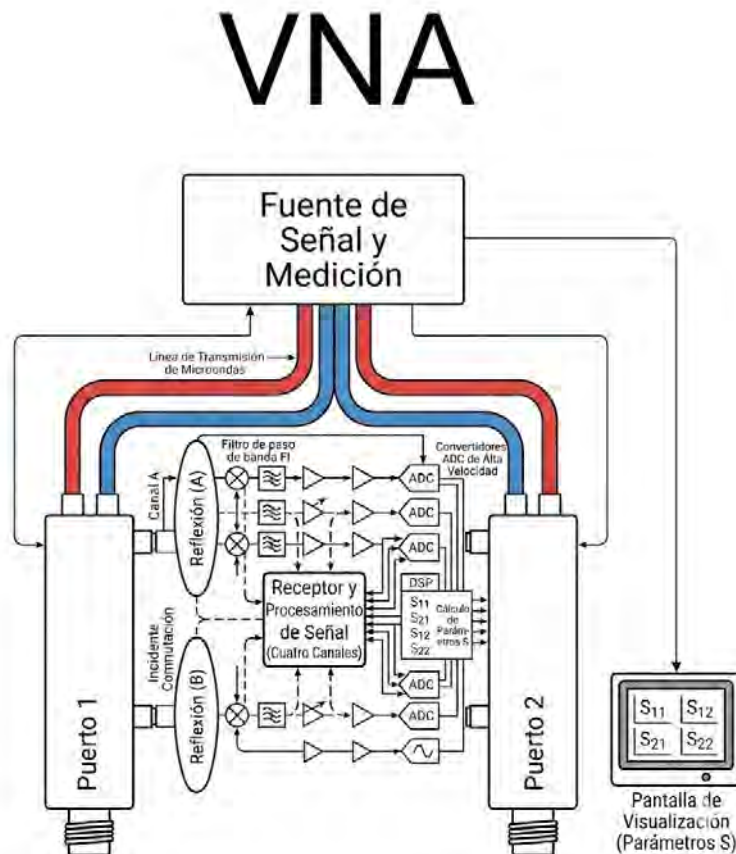 VNA
Fuente de
Señal y
Medición
Línea de Transmisión
de Microondas
Filtro de paso
de banda FI
Convertidores
ADC de Alta
Velocidad
Canal A
Reflexión (A)
ADC
ADC
ADC
Receptor y
Procesamiento
de Señal
(Cuatro Canales)
DSP
S11
S21
S12
S22
Cálculo
de
Parám-
etros S
Incidente
Conmutación
Reflexión (B)
ADC
ADC
Puerto 1
Puerto 2
S11 S12
S21 S22
Pantalla de
Visualización
(Parámetros S)